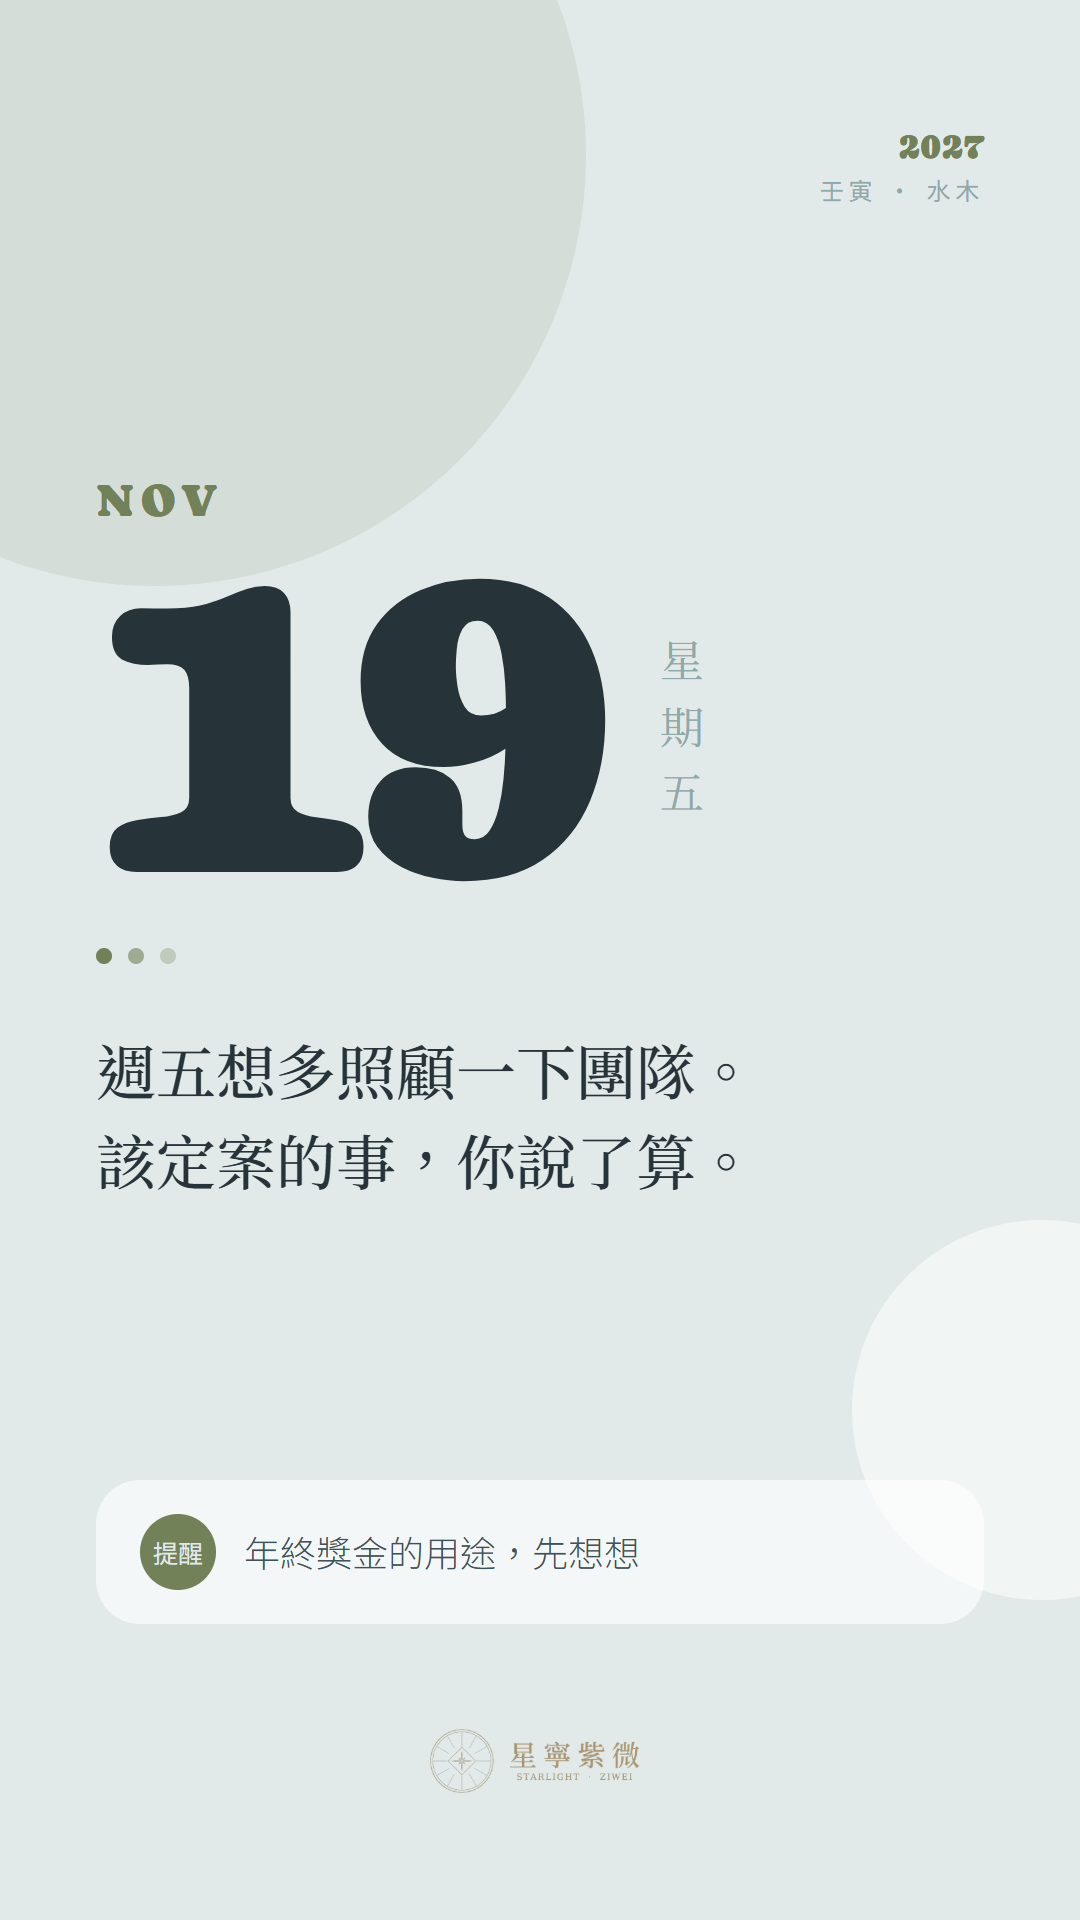 2027
壬寅 · 水木
NOV
19
星期五
週五想多照顧一下團隊。
該定案的事，你說了算。
提醒
年終獎金的用途，先想想
星寧紫微
STARLIGHT · ZIWEI